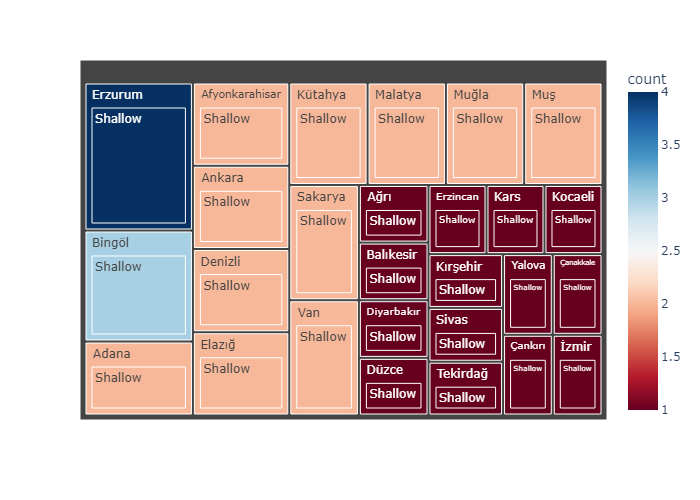 Erzurum
Shallow
Bingöl
Shallow
Adana
Shallow
Afyonkarahisar
Shallow
Ankara
Shallow
Denizli
Shallow
Elazığ
Shallow
Kütahya
Shallow
Malatya
Shallow
Muğla
Shallow
Muş
Shallow
Sakarya
Shallow
Van
Shallow
Ağrı
Shallow
Balıkesir
Shallow
Diyarbakır
Shallow
Düzce
Shallow
Erzincan
Shallow
Kars
Shallow
Kocaeli
Shallow
Kırşehir
Shallow
Sivas
Shallow
Tekirdağ
Shallow
Yalova
Shallow
Çanakkale
Shallow
Çankırı
Shallow
İzmir
Shallow
count
4
3.5
3
2.5
2
1.5
1